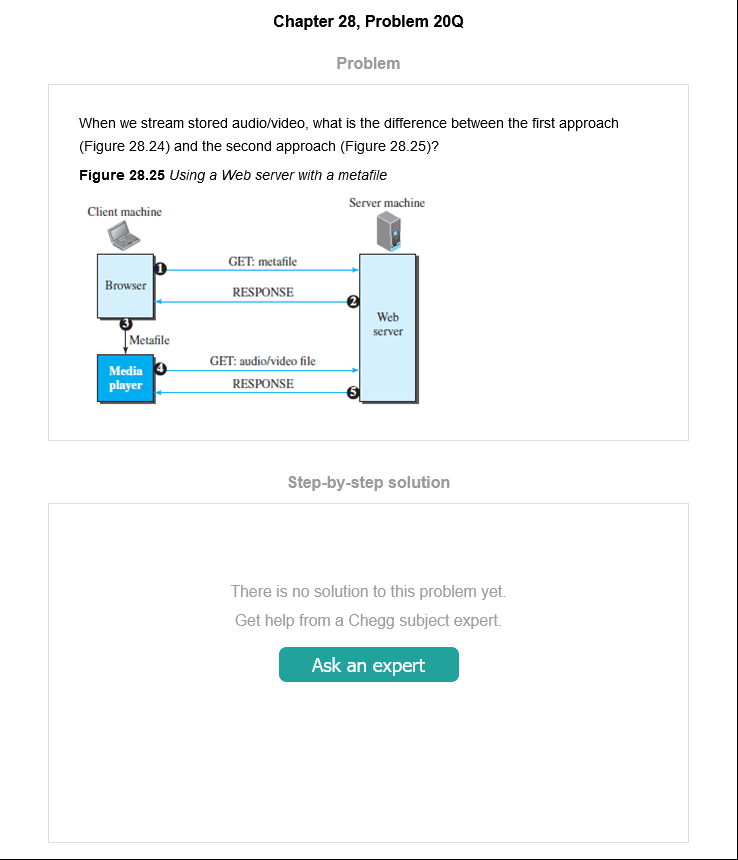 Chapter 28, Problem 20Q
Problem
When we stream stored audio/video, what is the difference between the first approach
(Figure 28.24) and the second approach (Figure 28.25)?
Figure 28.25 Using a Web server with a metafile
Client machine
Server machine
1
GET: metafile
Browser
RESPONSE
2
Web
server
3
Metafile
GET: audio/video file
4
Media
player
RESPONSE
5
Step-by-step solution
There is no solution to this problem yet.
Get help from a Chegg subject expert.
Ask an expert